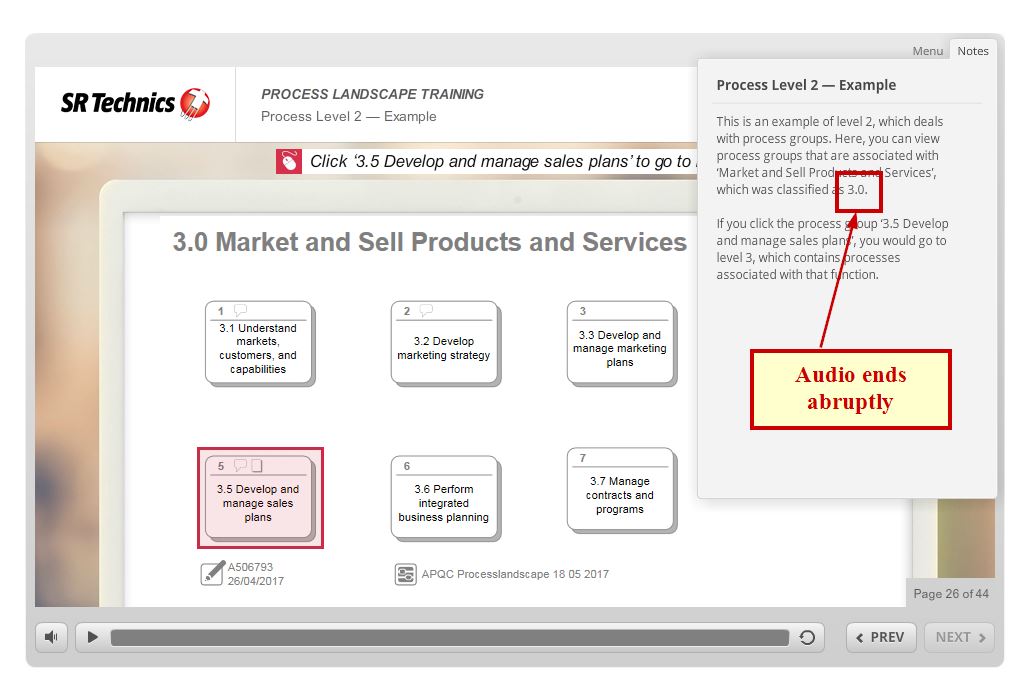 Menu Notes
SR Technics
PROCESS LANDSCAPE TRAINING
Process Level 2 — Example
Click ‘3.5 Develop and manage sales plans’ to go to
3.0 Market and Sell Products and Services
1
3.1 Understand
markets,
customers, and
capabilities
2
3.2 Develop
marketing strategy
3
3.3 Develop and
manage marketing
plans
5
3.5 Develop and
manage sales
plans
6
3.6 Perform
integrated
business planning
7
3.7 Manage
contracts and
programs
A506793
26/04/2017
APQC Processlandscape 18 05 2017
Process Level 2 — Example
This is an example of level 2, which deals
with process groups. Here, you can view
process groups that are associated with
‘Market and Sell Products and Services’,
which was classified as 3.0.
If you click the process group ‘3.5 Develop
and manage sales plans’, you would go to
level 3, which contains processes
associated with that function.
Audio ends
abruptly
Page 26 of 44
PREV
NEXT